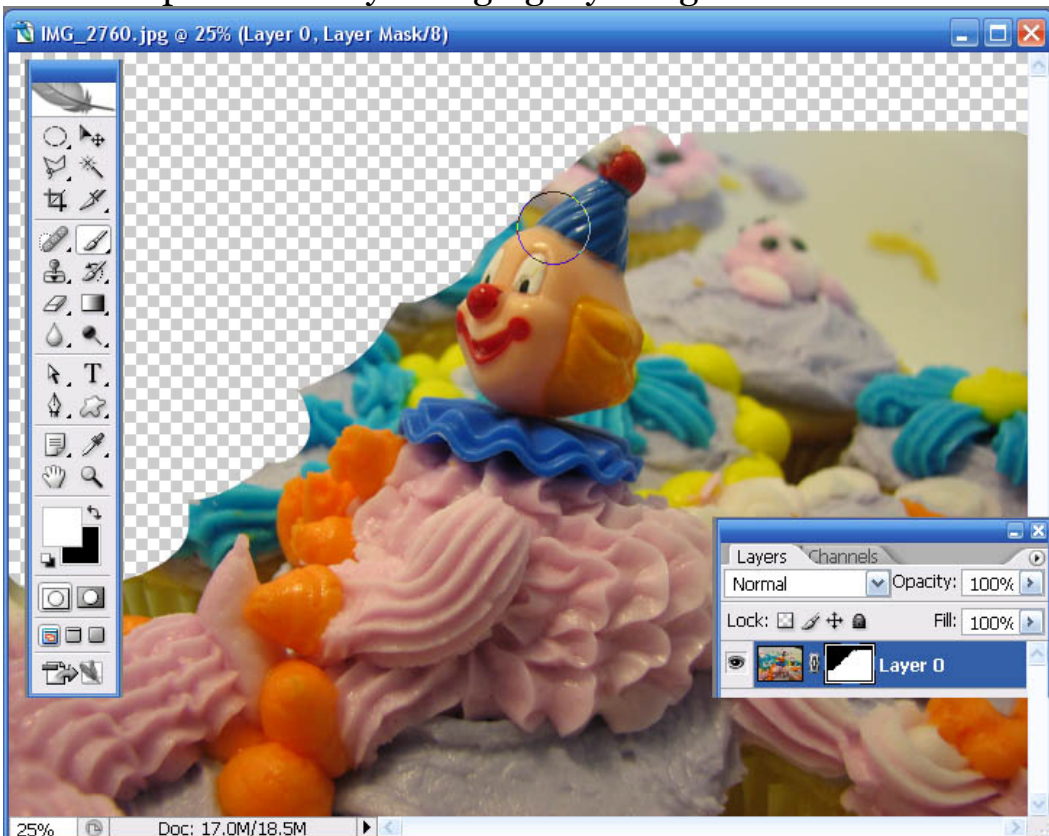 IMG_2760.jpg @ 25% (Layer 0, Layer Mask/8)
T
Layers Channels
Normal Opacity: 100%
Lock: Fill: 100%
Layer 0
25% Doc: 17.0M/18.5M